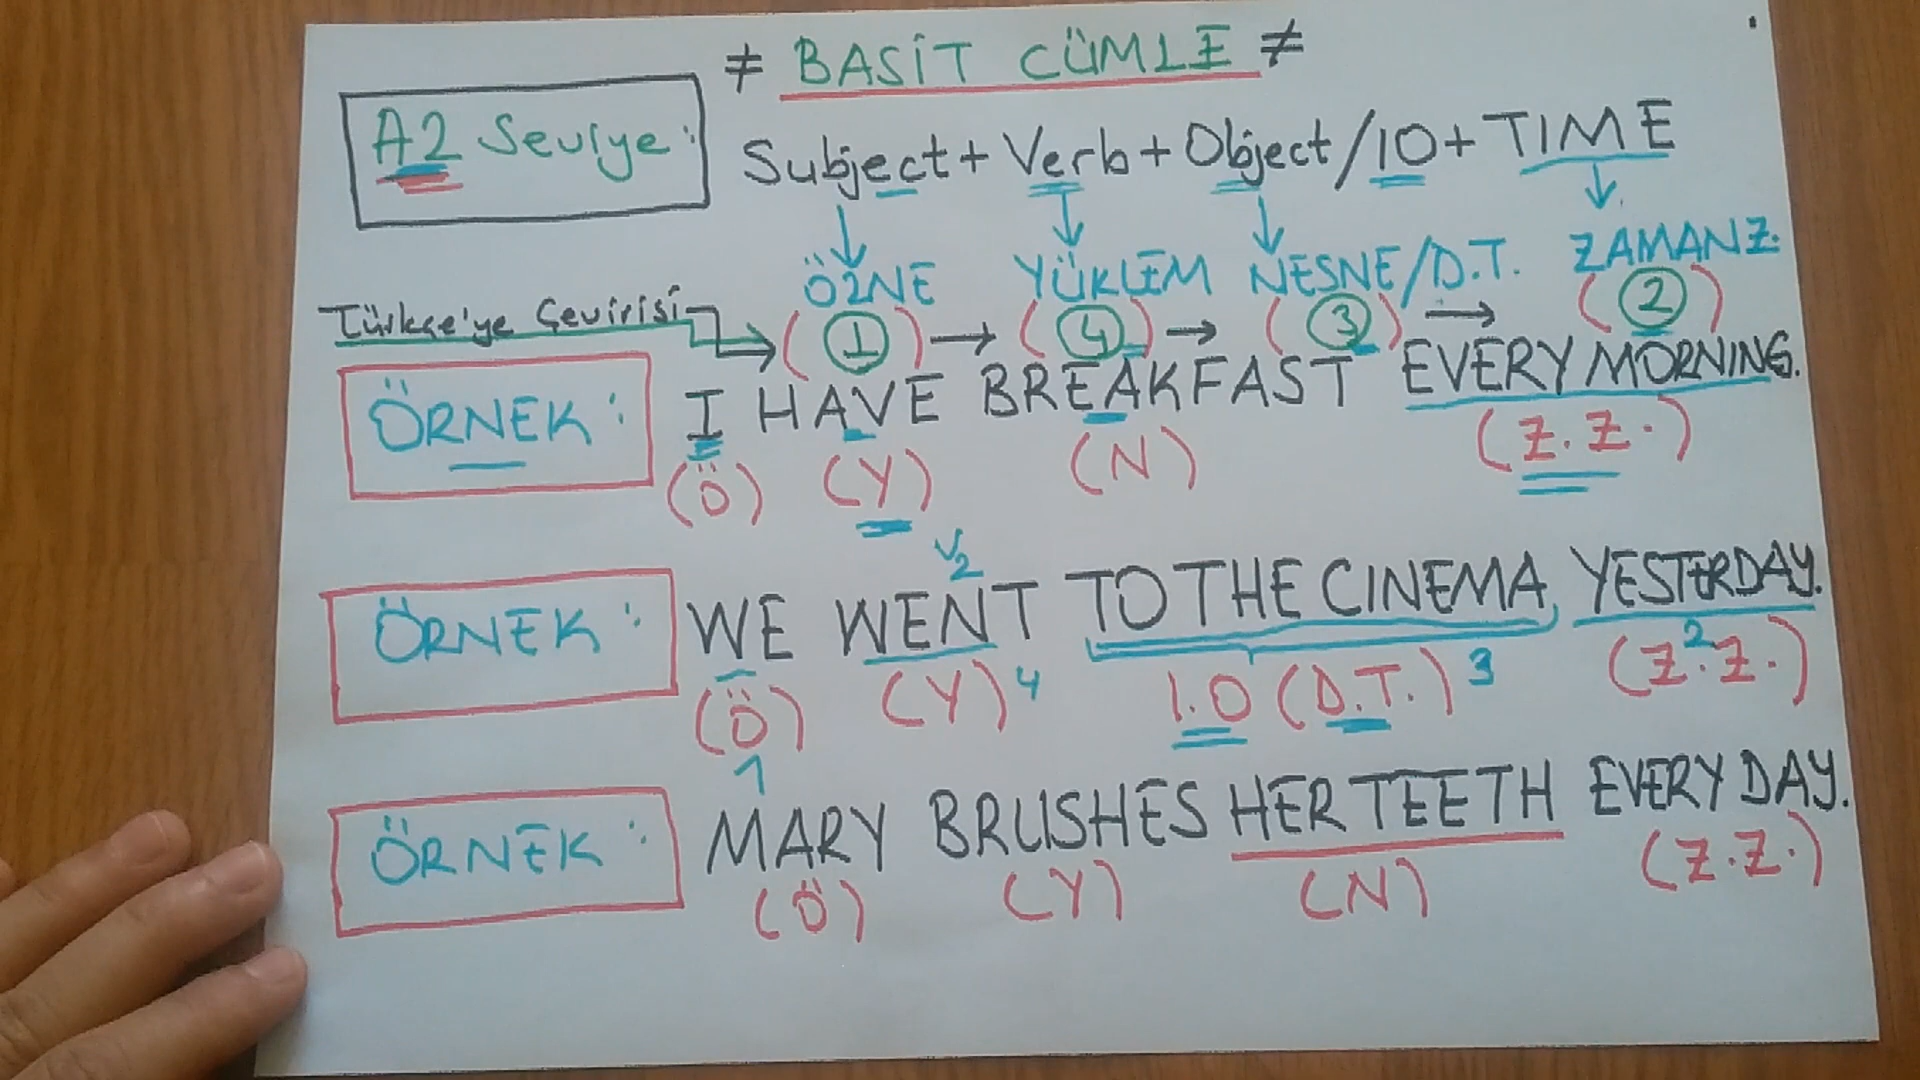 ≠ BASİT CÜMLE ≠
A2 Seviye:
Subject + Verb + Object / IO + TIME
ÖZNE YÜKLEM NESNE/D.T. ZAMAN Z.
Türkçe'ye Çevirisi → (1) → (4) → (3) → (2)
ÖRNEK: I HAVE BREAKFAST EVERY MORNING.
(Ö) (Y) (N) (Z.Z.)
V2
ÖRNEK: WE WENT TO THE CINEMA YESTERDAY.
(Ö) (Y) 4 I.O (D.T.) 3 (Z.Z.) 2
1
ÖRNEK: MARY BRUSHES HER TEETH EVERY DAY.
(Ö) (Y) (N) (Z.Z.)